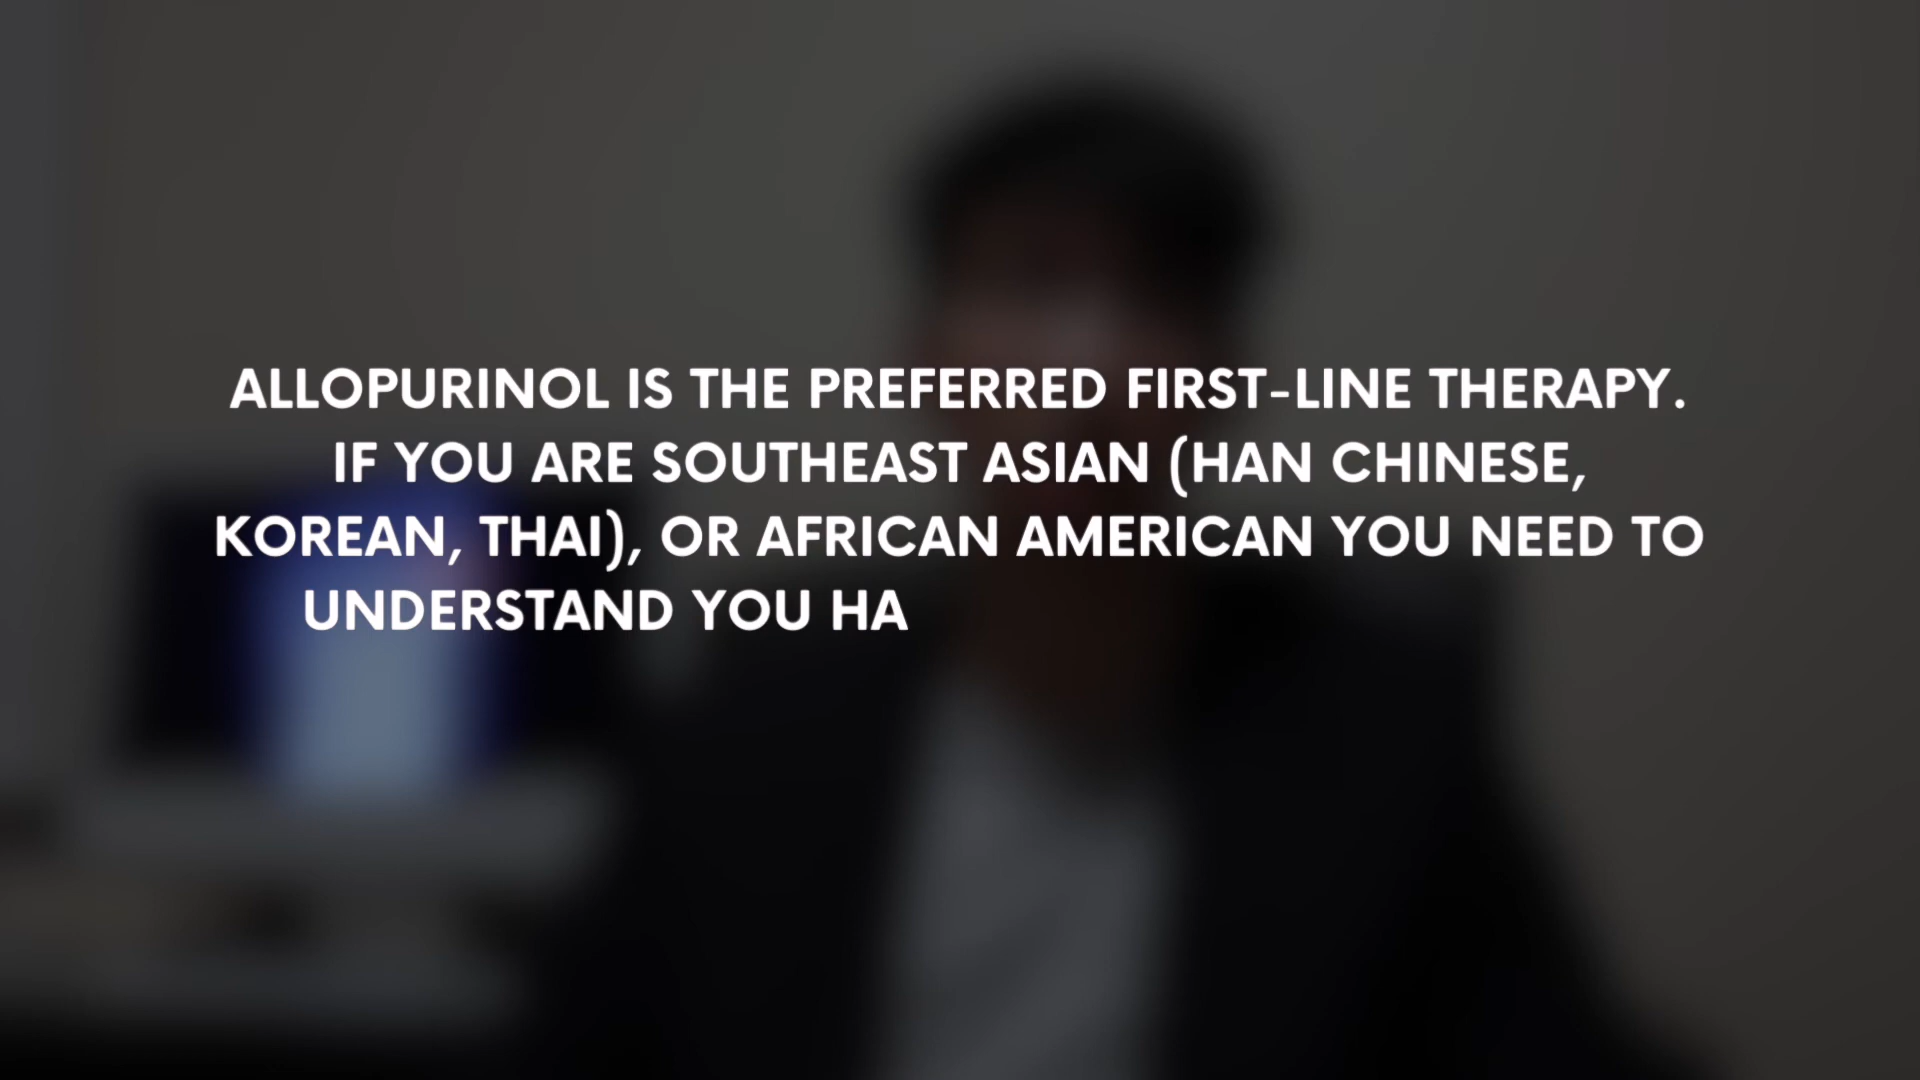 ALLOPURINOL IS THE PREFERRED FIRST-LINE THERAPY.
IF YOU ARE SOUTHEAST ASIAN (HAN CHINESE,
KOREAN, THAI), OR AFRICAN AMERICAN YOU NEED TO
UNDERSTAND YOU HA